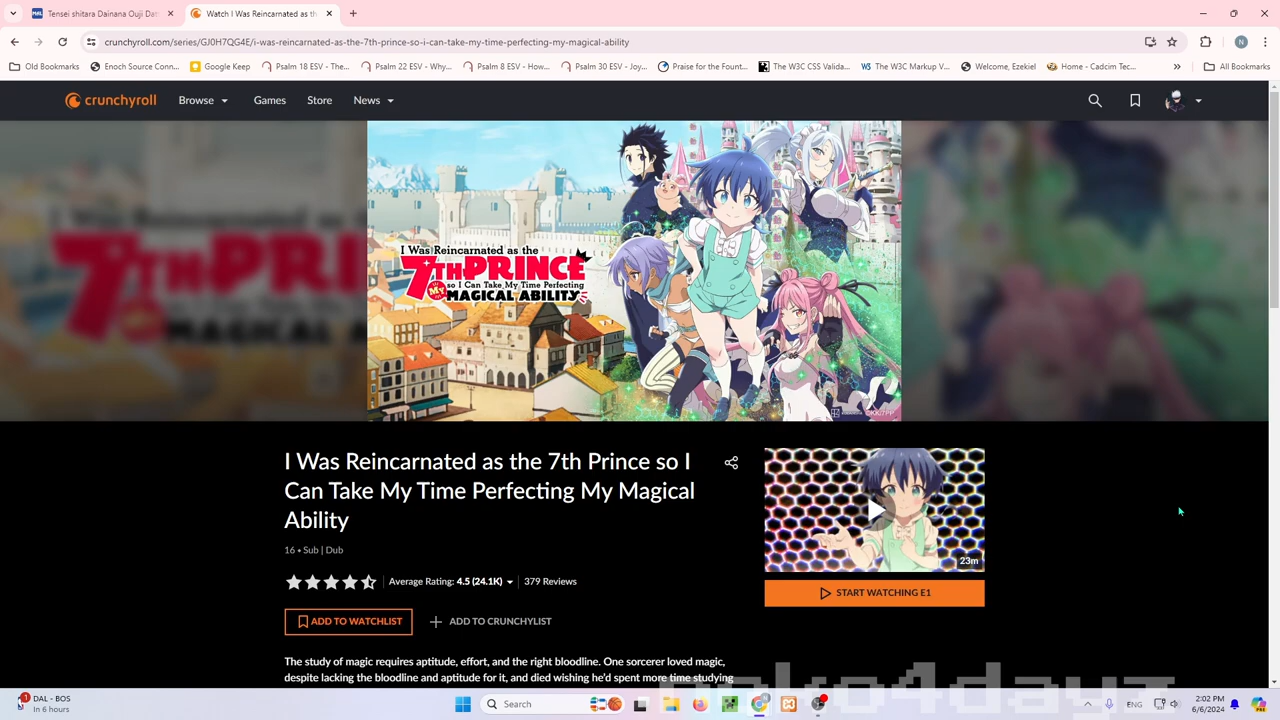 Tensei shitara Dainana Ouji Dat
Watch I Was Reincarnated as the
crunchyroll.com/series/GJ0H7QG4E/i-was-reincarnated-as-the-7th-prince-so-i-can-take-my-time-perfecting-my-magical-ability
N
Old Bookmarks
Enoch Source Conn...
Google Keep
Psalm 18 ESV - The...
Psalm 22 ESV - Why...
Psalm 8 ESV - How...
Psalm 30 ESV - Joy...
Praise for the Fount...
The W3C CSS Valida...
The W3C Markup V...
Welcome, Ezekiel
Home - Cadcim Tec...
All Bookmarks
crunchyroll
Browse
Games
Store
News
I Was Reincarnated as the
7TH PRINCE
so I Can Take My Time Perfecting
MY MAGICAL ABILITY
I Was Reincarnated as the 7th Prince so I
Can Take My Time Perfecting My Magical
Ability
16 • Sub | Dub
Average Rating: 4.5 (24.1K)
379 Reviews
23m
START WATCHING E1
ADD TO WATCHLIST
ADD TO CRUNCHYLIST
The study of magic requires aptitude, effort, and the right bloodline. One sorcerer loved magic,
despite lacking the bloodline and aptitude for it, and died wishing he'd spent more time studying
1
DAL - BOS
In 6 hours
Search
ENG
2:02 PM
6/6/2024